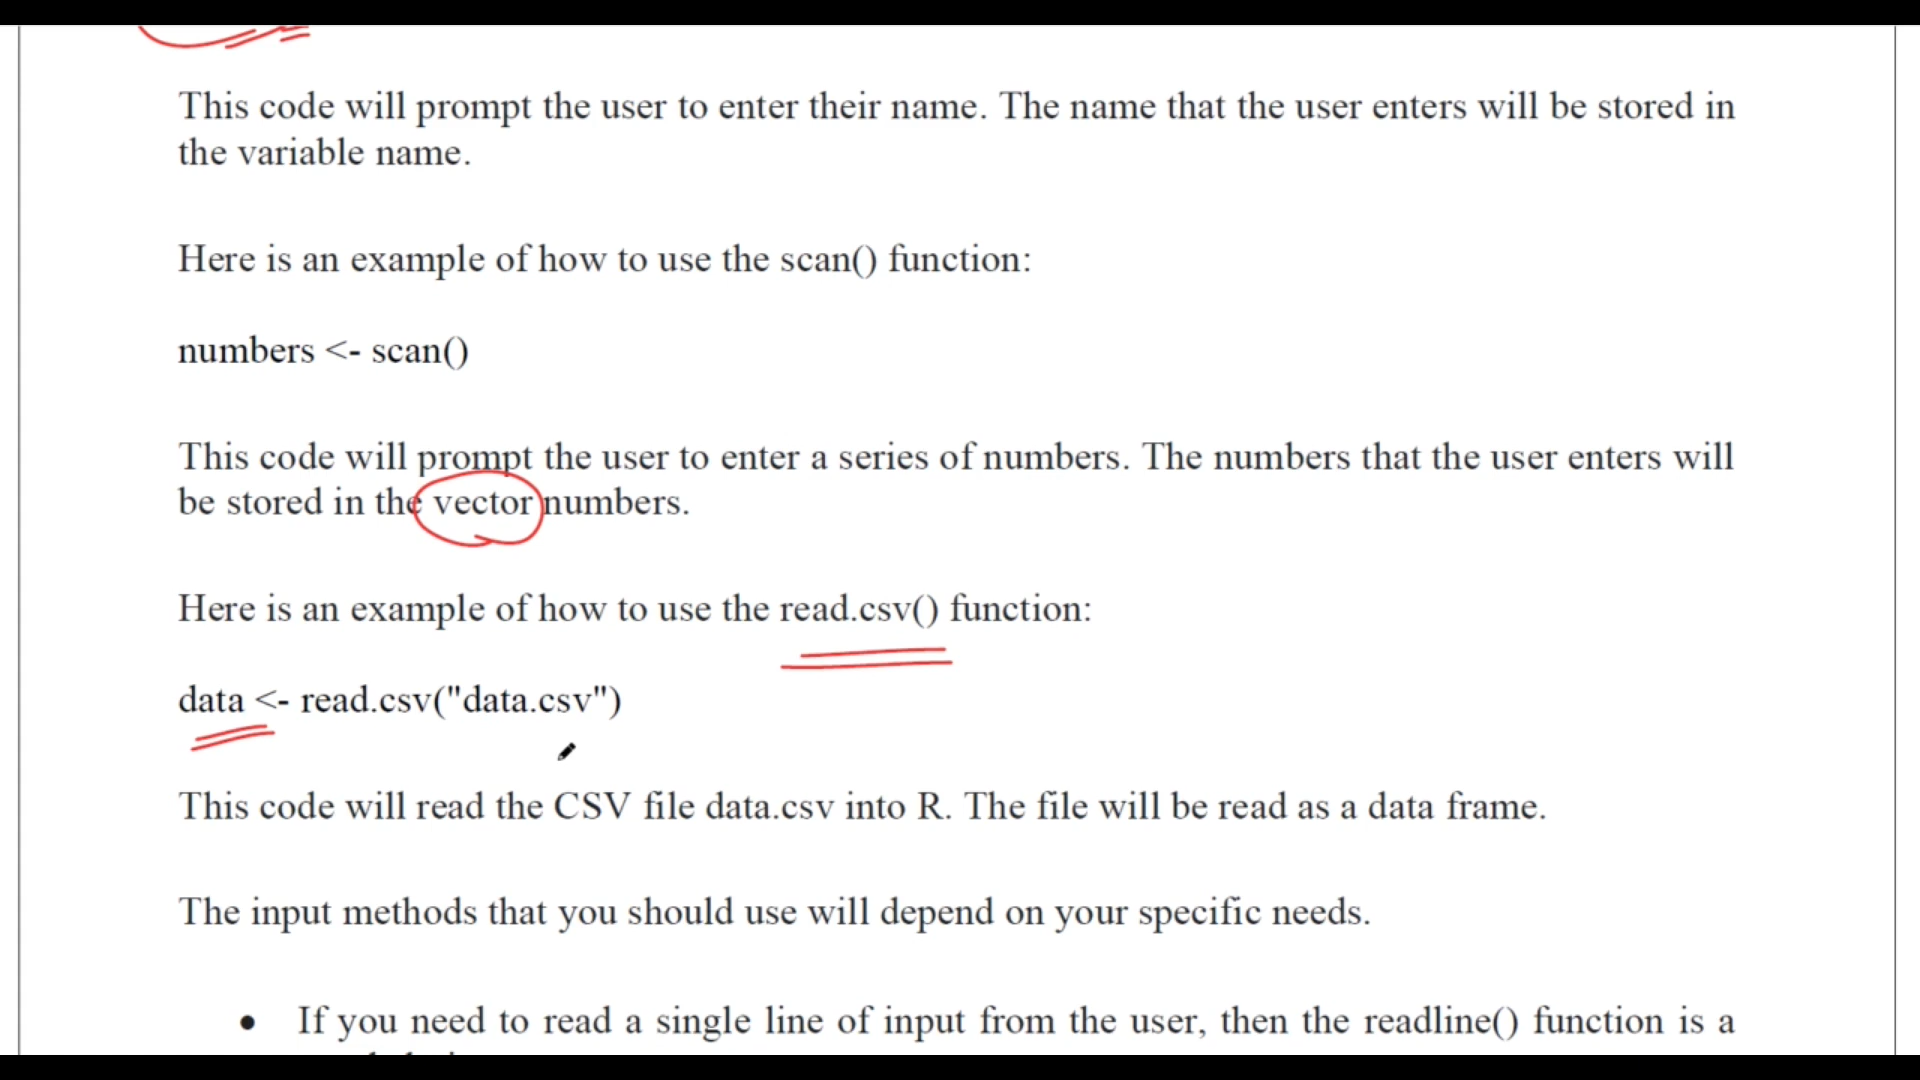 This code will prompt the user to enter their name. The name that the user enters will be stored in
the variable name.
Here is an example of how to use the scan() function:
numbers <- scan()
This code will prompt the user to enter a series of numbers. The numbers that the user enters will
be stored in the vector numbers.
Here is an example of how to use the read.csv() function:
data <- read.csv("data.csv")
This code will read the CSV file data.csv into R. The file will be read as a data frame.
The input methods that you should use will depend on your specific needs.
• If you need to read a single line of input from the user, then the readline() function is a